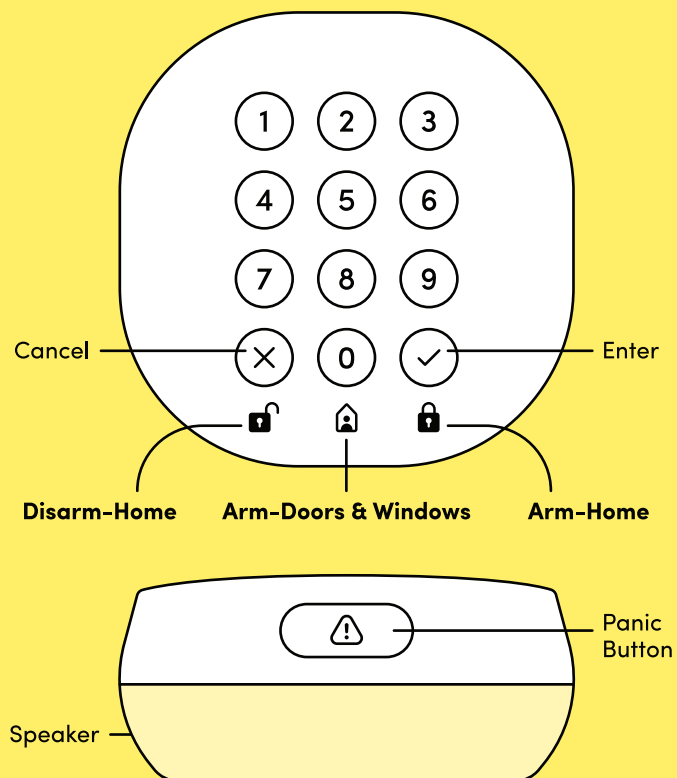 1 2 3
4 5 6
7 8 9
Cancel 0 Enter
Disarm-Home Arm-Doors & Windows Arm-Home
Panic
Button
Speaker